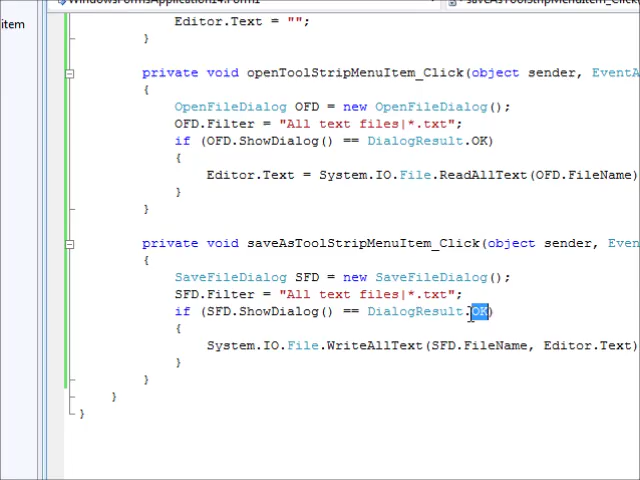 WindowsFormsApplication14.Form1
saveAsToolStripMenuItem_Click(
item
Editor.Text = "";
}
private void openToolStripMenuItem_Click(object sender, EventA
{
OpenFileDialog OFD = new OpenFileDialog();
OFD.Filter = "All text files|*.txt";
if (OFD.ShowDialog() == DialogResult.OK)
{
Editor.Text = System.IO.File.ReadAllText(OFD.FileName)
}
}
private void saveAsToolStripMenuItem_Click(object sender, Even
{
SaveFileDialog SFD = new SaveFileDialog();
SFD.Filter = "All text files|*.txt";
if (SFD.ShowDialog() == DialogResult.OK)
{
System.IO.File.WriteAllText(SFD.FileName, Editor.Text)
}
}
}
}